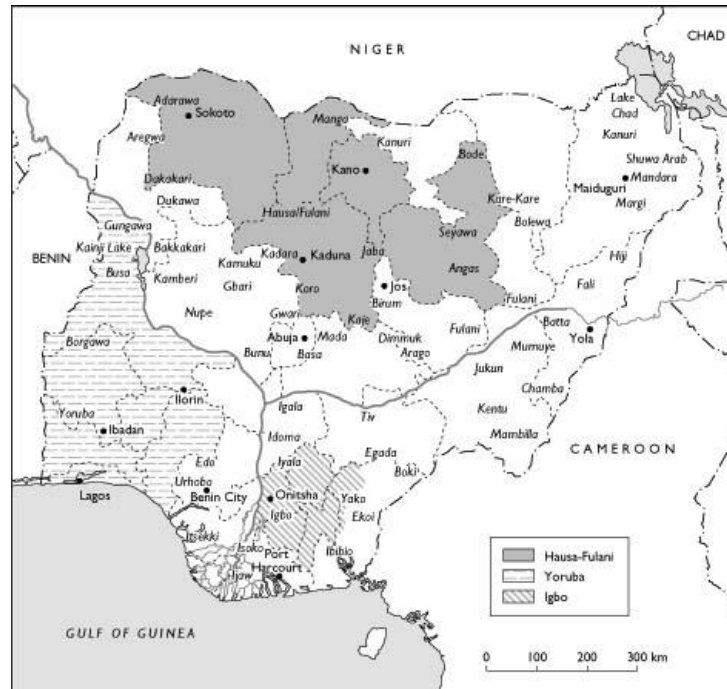 NIGER
CHAD
Adarawa
Sokoto
Manga
Lake
Chad
Aregwa
Kanuri
Kanuri
Bade
Shuwa Arab
Kano
Mandara
Dakakari
Maiduguri
Kare-Kare
Margi
Dukawa
Hausa/Fulani
Bolewa
Gungawa
Seyawa
Kainji Lake
Bakkakari
Kadara
Kaduna
Jaba
BENIN
Hiji
Busa
Kamberi
Kamuku
Angas
Gbari
Koro
Jos
Fali
Birum
Fulani
Nupe
Gwari
Kaje
Batta
Borgawa
Abuja
Mada
Dimmuk
Fulani
Yola
Bunu
Basa
Arago
Mumuye
Jukun
Ilorin
Chamba
Igala
Tiv
Yoruba
Kentu
Ibadan
Idoma
Mambilla
Edo
Iyala
Egada
CAMEROON
Urhobo
Boki
Lagos
Benin City
Onitsha
Yako
Igbo
Ekoi
Itsekiri
Isoko
Port
Harcourt
Ibibio
Ijaw
Hausa-Fulani
Yoruba
Igbo
GULF OF GUINEA
0 100 200 300 km